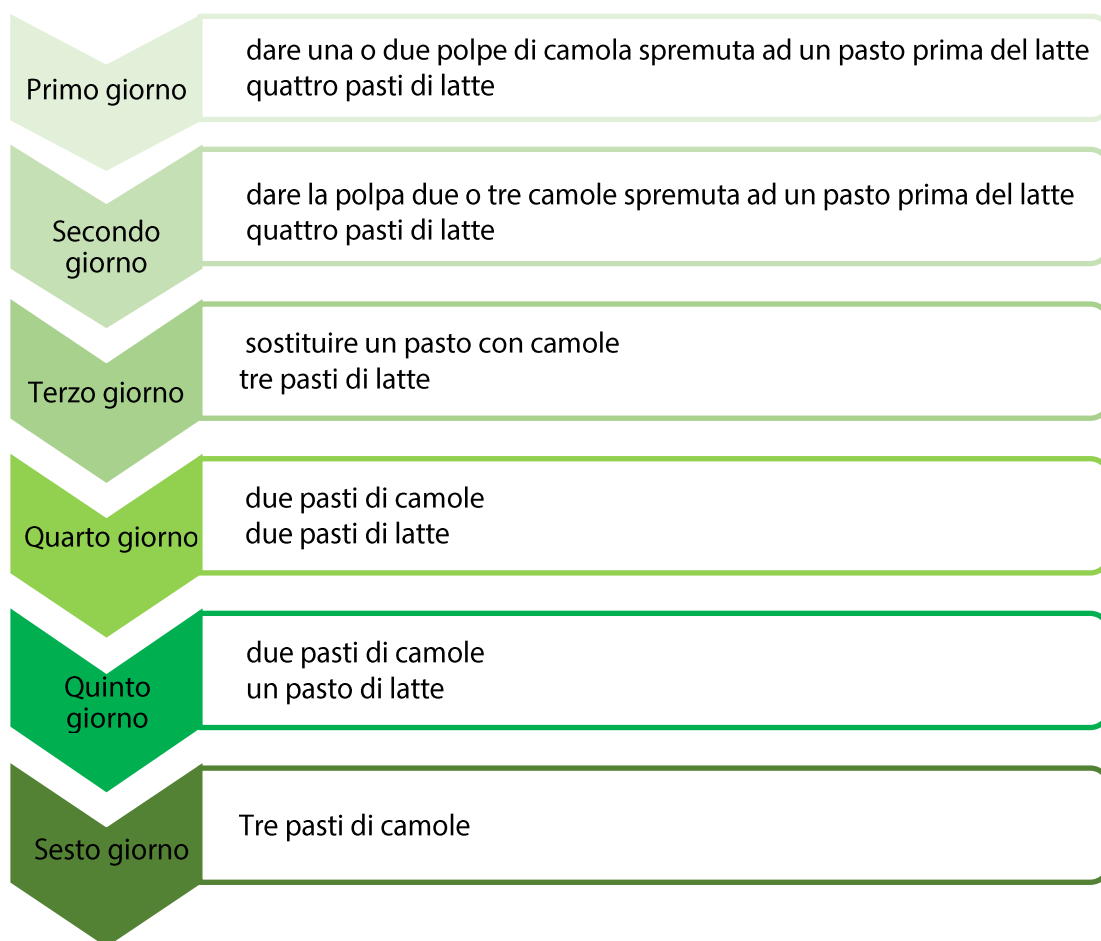 Primo giorno
dare una o due polpe di camola spremuta ad un pasto prima del latte
quattro pasti di latte
Secondo
giorno
dare la polpa due o tre camole spremuta ad un pasto prima del latte
quattro pasti di latte
Terzo giorno
sostituire un pasto con camole
tre pasti di latte
Quarto giorno
due pasti di camole
due pasti di latte
Quinto
giorno
due pasti di camole
un pasto di latte
Sesto giorno
Tre pasti di camole